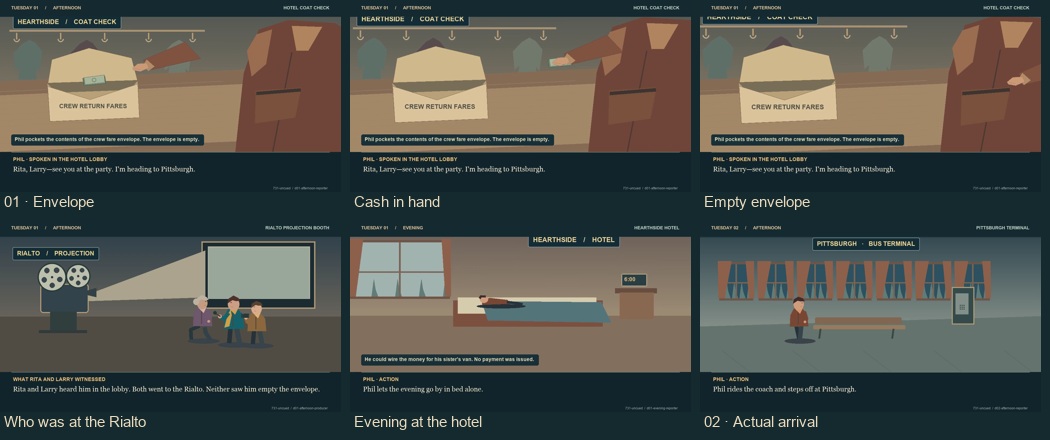 TUESDAY 01 / AFTERNOON
HOTEL COAT CHECK
HEARTHSIDE / COAT CHECK
CREW RETURN FARES
Phil pockets the contents of the crew fare envelope. The envelope is empty.
PHIL · SPOKEN IN THE HOTEL LOBBY
Rita, Larry—see you at the party. I'm heading to Pittsburgh.
01 · Envelope
TUESDAY 01 / AFTERNOON
HOTEL COAT CHECK
HEARTHSIDE / COAT CHECK
CREW RETURN FARES
Phil pockets the contents of the crew fare envelope. The envelope is empty.
PHIL · SPOKEN IN THE HOTEL LOBBY
Rita, Larry—see you at the party. I'm heading to Pittsburgh.
Cash in hand
TUESDAY 01 / AFTERNOON
HOTEL COAT CHECK
HEARTHSIDE / COAT CHECK
CREW RETURN FARES
Phil pockets the contents of the crew fare envelope. The envelope is empty.
PHIL · SPOKEN IN THE HOTEL LOBBY
Rita, Larry—see you at the party. I'm heading to Pittsburgh.
Empty envelope
TUESDAY 01 / AFTERNOON
RIALTO PROJECTION BOOTH
RIALTO / PROJECTION
WHAT RITA AND LARRY WITNESSED
Rita and Larry heard him in the lobby. Both went to the Rialto. Neither saw him empty the envelope.
Who was at the Rialto
TUESDAY 01 / EVENING
HEARTHSIDE HOTEL
HEARTHSIDE / HOTEL
6:00
He could wire the money for his sister's van. No payment was issued.
PHIL · ACTION
Phil lets the evening go by in bed alone.
Evening at the hotel
TUESDAY 02 / AFTERNOON
PITTSBURGH TERMINAL
PITTSBURGH · BUS TERMINAL
PHIL · ACTION
Phil rides the coach and steps off at Pittsburgh.
02 · Actual arrival